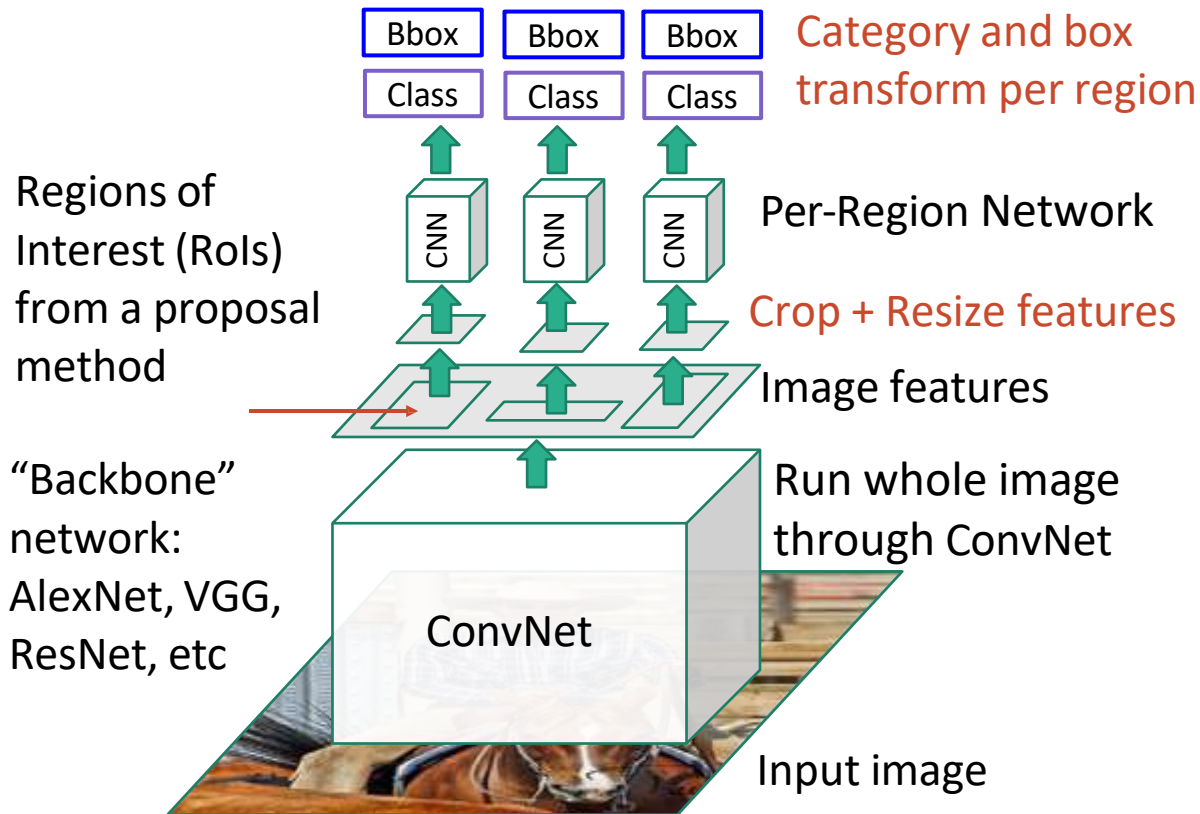 Bbox
Bbox
Bbox
Category and box
transform per region
Class
Class
Class
Regions of
Interest (RoIs)
from a proposal
method
CNN
CNN
CNN
Per-Region Network
Crop + Resize features
Image features
“Backbone”
network:
AlexNet, VGG,
ResNet, etc
Run whole image
through ConvNet
ConvNet
Input image